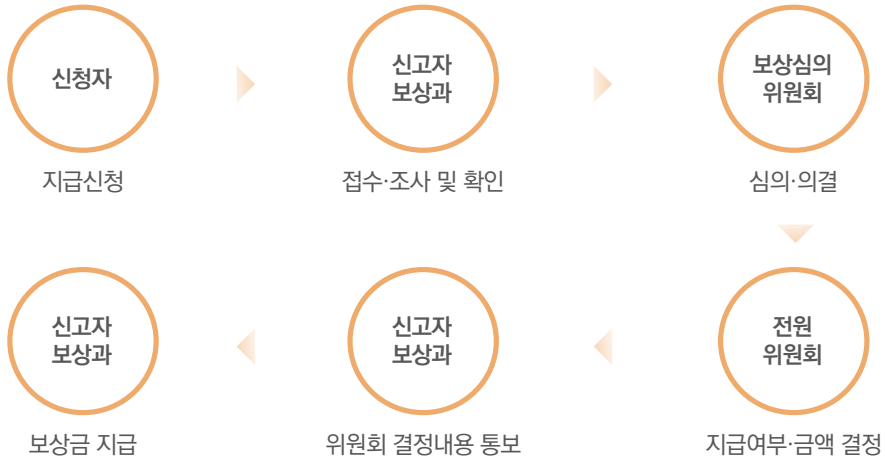 신청자
지급신청
신고자
보상과
접수·조사 및 확인
보상심의
위원회
심의·의결
전원
위원회
지급여부·금액 결정
신고자
보상과
위원회 결정내용 통보
신고자
보상과
보상금 지급